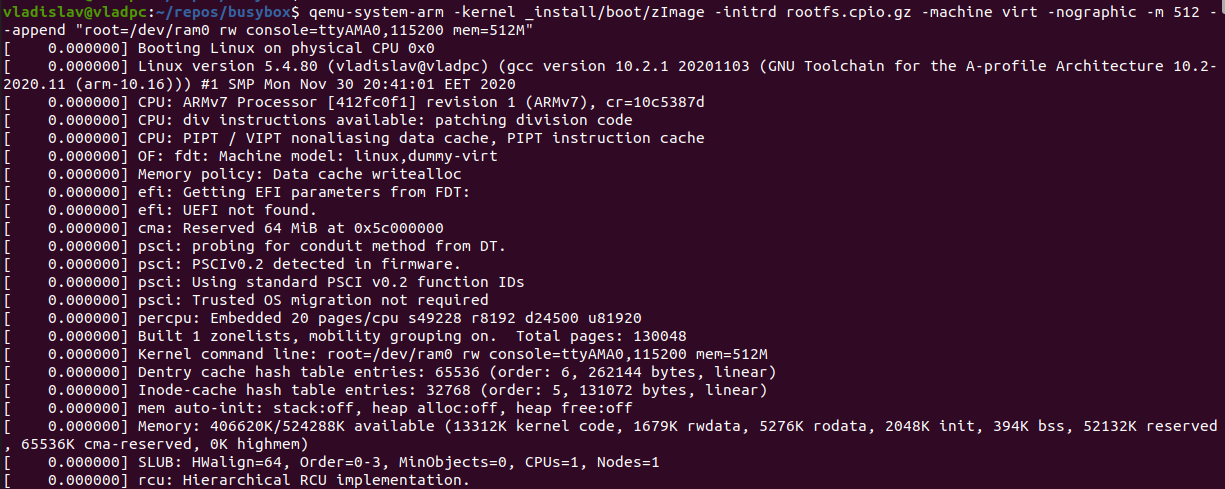 vladislav@vladpc:~/repos/busybox$ qemu-system-arm -kernel _install/boot/zImage -initrd rootfs.cpio.gz -machine virt -nographic -m 512 -
-append "root=/dev/ram0 rw console=ttyAMA0,115200 mem=512M"
[    0.000000] Booting Linux on physical CPU 0x0
[    0.000000] Linux version 5.4.80 (vladislav@vladpc) (gcc version 10.2.1 20201103 (GNU Toolchain for the A-profile Architecture 10.2-
2020.11 (arm-10.16))) #1 SMP Mon Nov 30 20:41:01 EET 2020
[    0.000000] CPU: ARMv7 Processor [412fc0f1] revision 1 (ARMv7), cr=10c5387d
[    0.000000] CPU: div instructions available: patching division code
[    0.000000] CPU: PIPT / VIPT nonaliasing data cache, PIPT instruction cache
[    0.000000] OF: fdt: Machine model: linux,dummy-virt
[    0.000000] Memory policy: Data cache writealloc
[    0.000000] efi: Getting EFI parameters from FDT:
[    0.000000] efi: UEFI not found.
[    0.000000] cma: Reserved 64 MiB at 0x5c000000
[    0.000000] psci: probing for conduit method from DT.
[    0.000000] psci: PSCIv0.2 detected in firmware.
[    0.000000] psci: Using standard PSCI v0.2 function IDs
[    0.000000] psci: Trusted OS migration not required
[    0.000000] percpu: Embedded 20 pages/cpu s49228 r8192 d24500 u81920
[    0.000000] Built 1 zonelists, mobility grouping on.  Total pages: 130048
[    0.000000] Kernel command line: root=/dev/ram0 rw console=ttyAMA0,115200 mem=512M
[    0.000000] Dentry cache hash table entries: 65536 (order: 6, 262144 bytes, linear)
[    0.000000] Inode-cache hash table entries: 32768 (order: 5, 131072 bytes, linear)
[    0.000000] mem auto-init: stack:off, heap alloc:off, heap free:off
[    0.000000] Memory: 406620K/524288K available (13312K kernel code, 1679K rwdata, 5276K rodata, 2048K init, 394K bss, 52132K reserved
, 65536K cma-reserved, 0K highmem)
[    0.000000] SLUB: HWalign=64, Order=0-3, MinObjects=0, CPUs=1, Nodes=1
[    0.000000] rcu: Hierarchical RCU implementation.